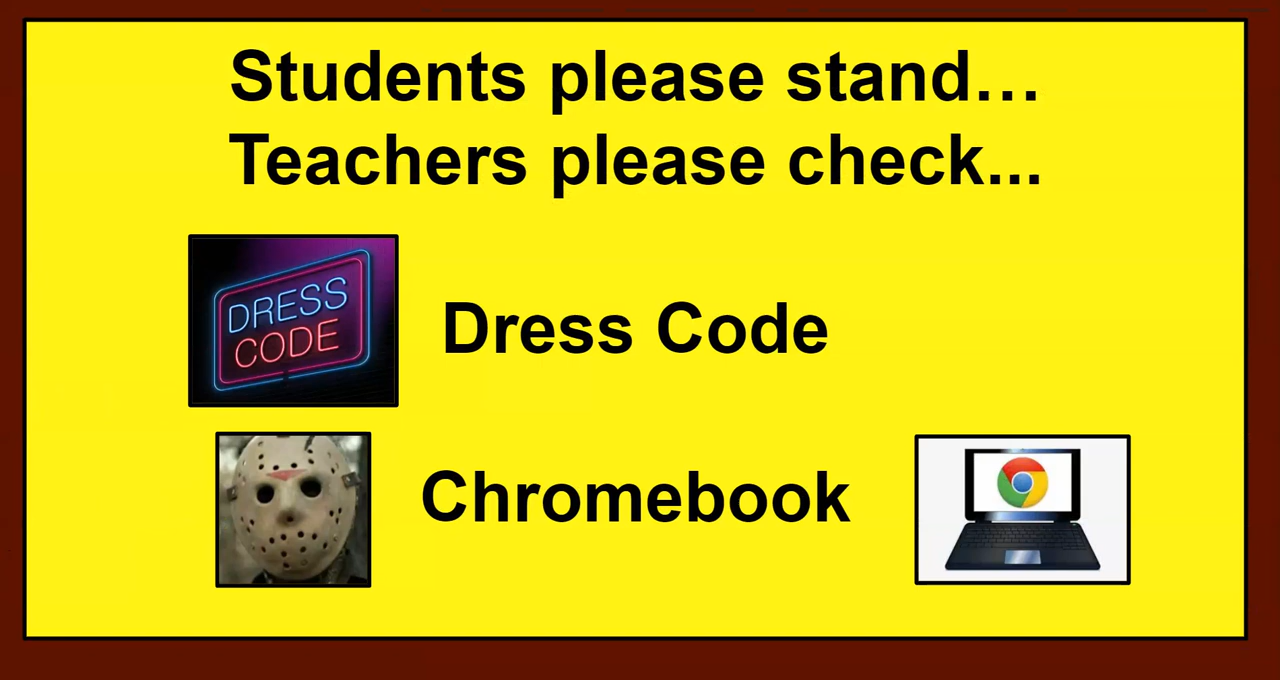 Students please stand…
Teachers please check...
DRESS
CODE
Dress Code
Chromebook